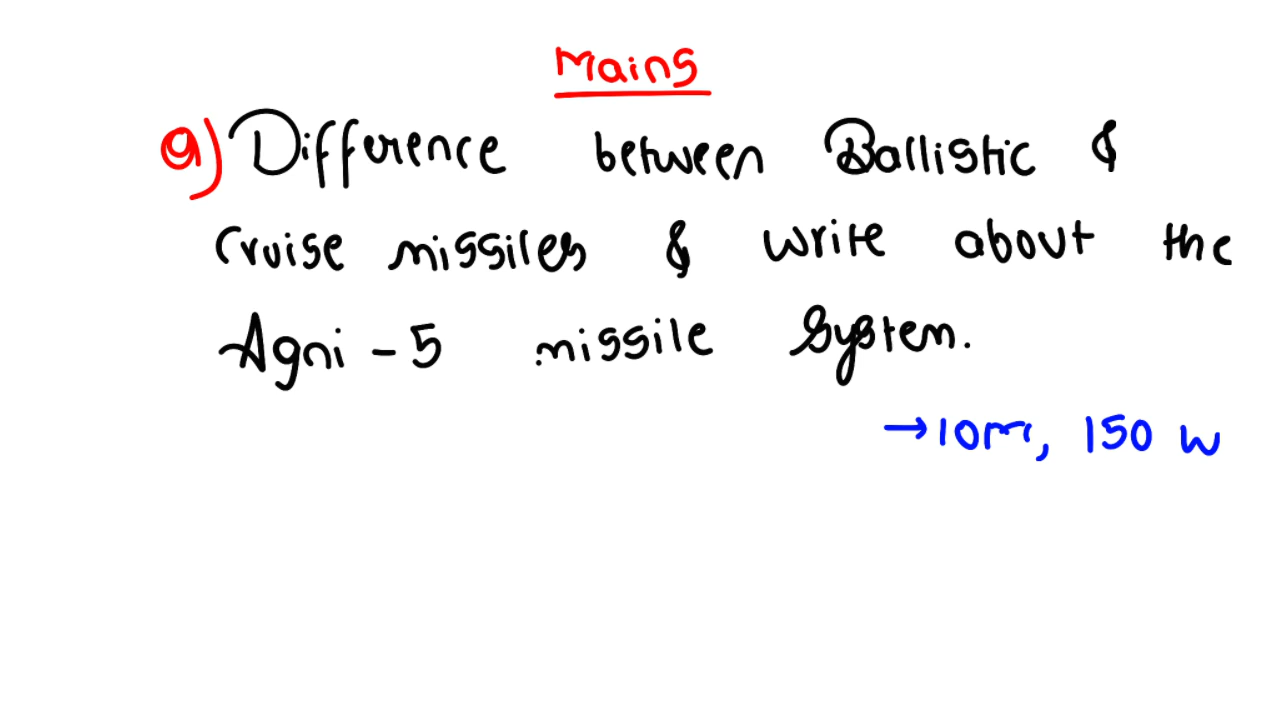 Mains
Q) Difference between Ballistic &
Cruise missiles & write about the
Agni - 5 missile system.
→ 10m, 150 w